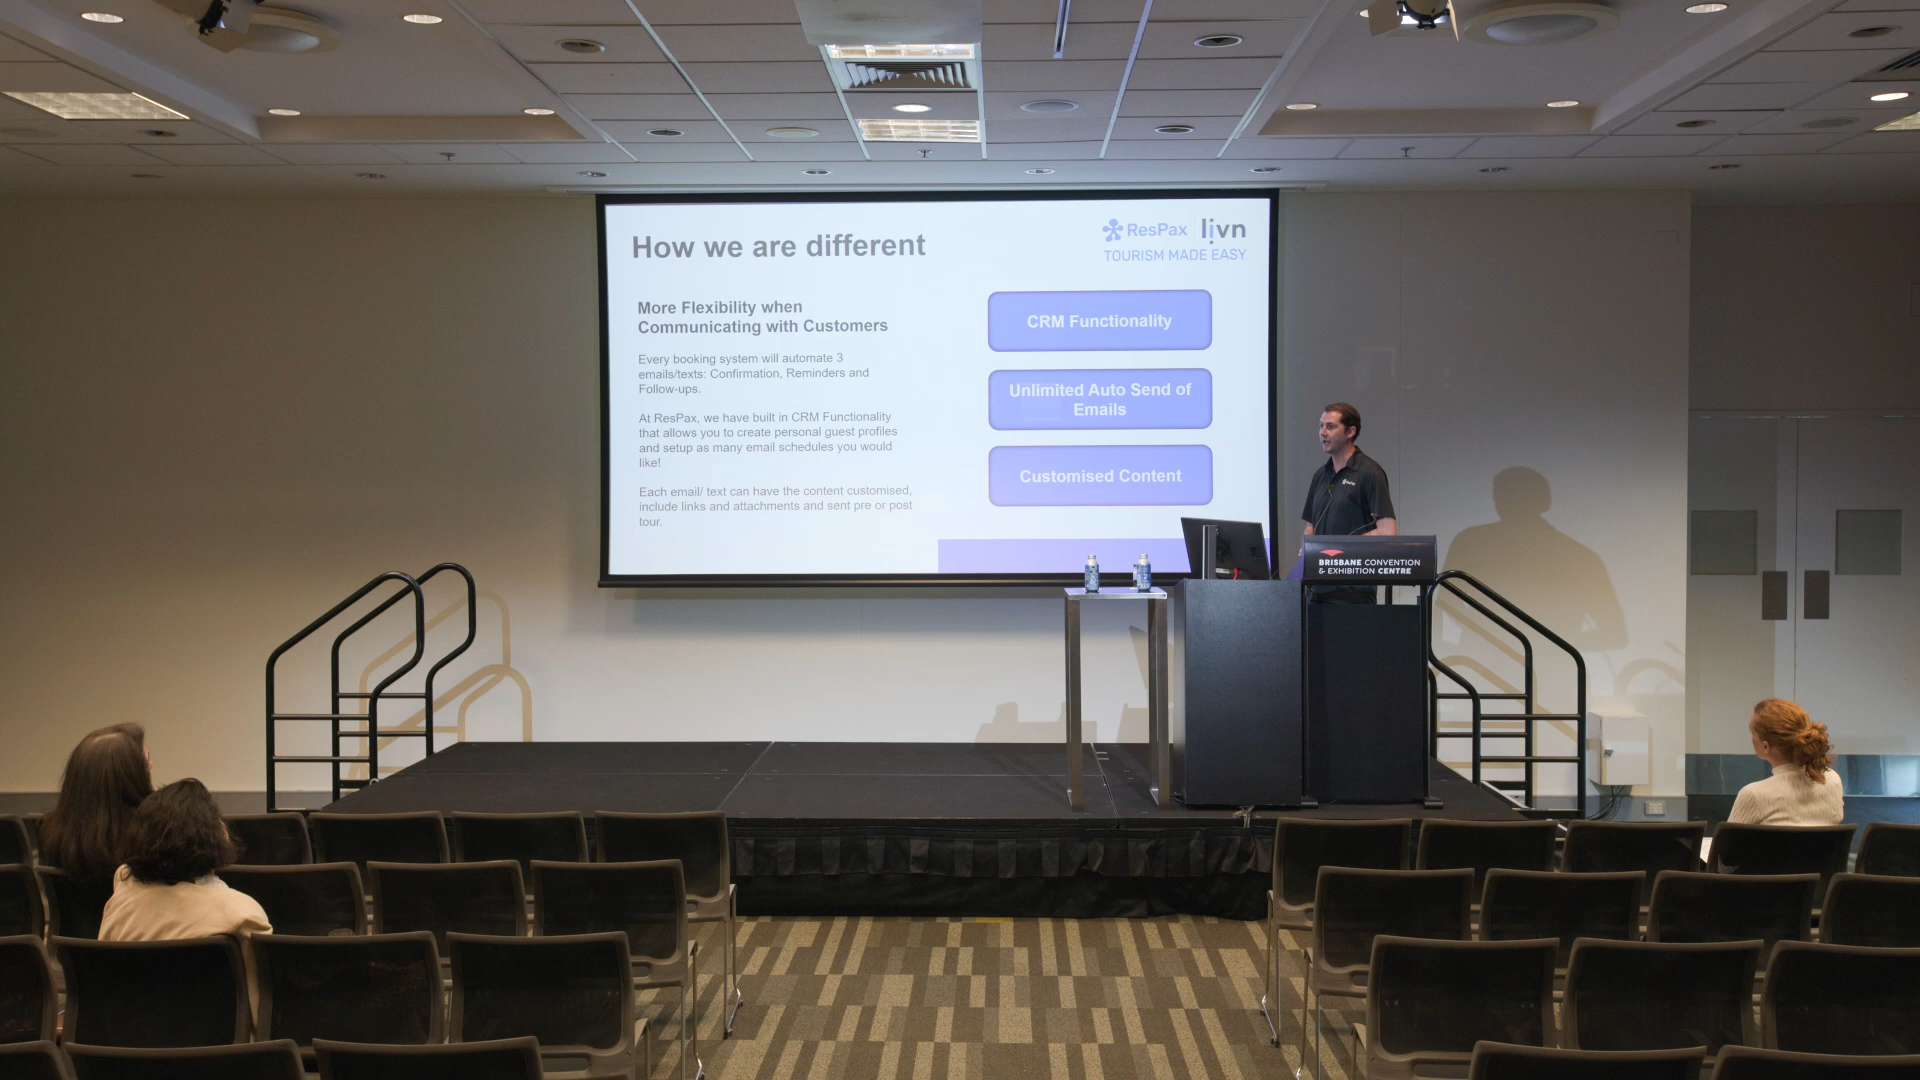 How we are different
ResPax livn
TOURISM MADE EASY
More Flexibility when
Communicating with Customers
Every booking system will automate 3
emails/texts: Confirmation, Reminders and
Follow-ups.
At ResPax, we have built in CRM Functionality
that allows you to create personal guest profiles
and setup as many email schedules you would
like!
Each email/ text can have the content customised,
include links and attachments and sent pre or post
tour.
CRM Functionality
Unlimited Auto Send of
Emails
Customised Content
BRISBANE CONVENTION
& EXHIBITION CENTRE